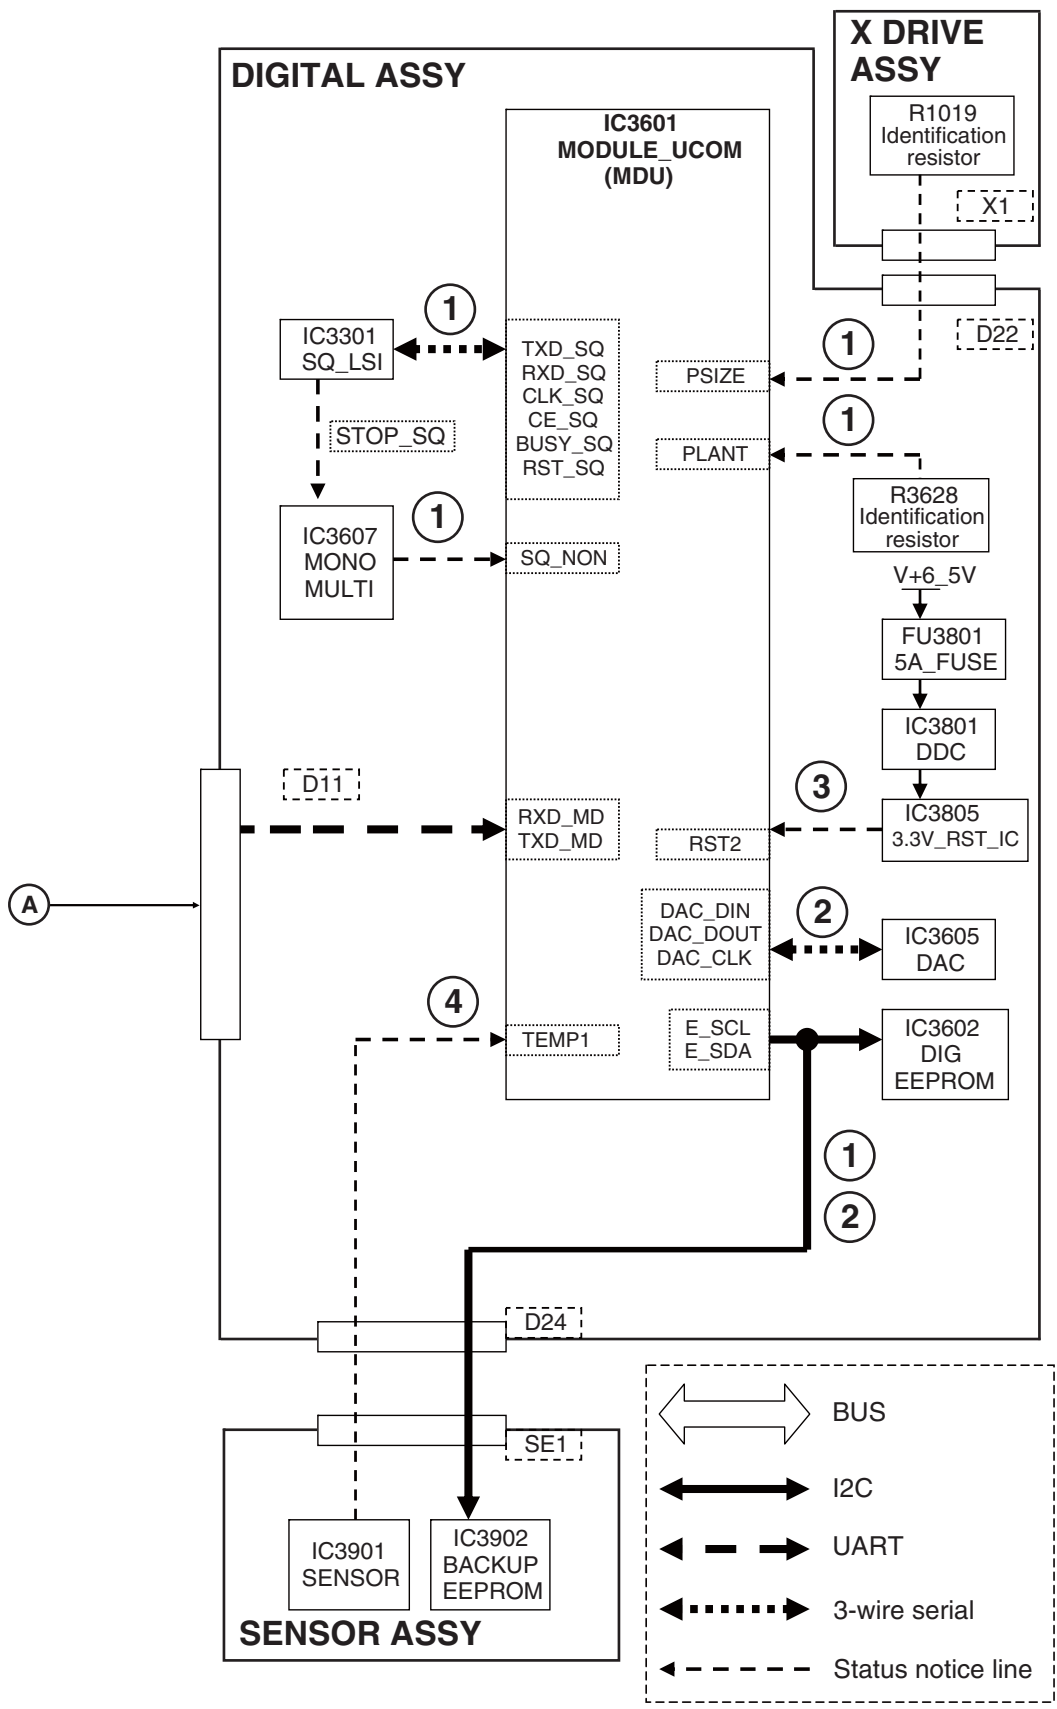 X DRIVE
ASSY
R1019
Identification
resistor
X1
DIGITAL ASSY
IC3601
MODULE_UCOM
(MDU)
D22
1
IC3301
SQ_LSI
TXD_SQ
RXD_SQ
CLK_SQ
CE_SQ
BUSY_SQ
RST_SQ
1
PSIZE
STOP_SQ
1
PLANT
R3628
Identification
resistor
IC3607
MONO
MULTI
1
SQ_NON
V+6_5V
FU3801
5A_FUSE
IC3801
DDC
D11
RXD_MD
TXD_MD
3
RST2
IC3805
3.3V_RST_IC
A
DAC_DIN
DAC_DOUT
DAC_CLK
2
IC3605
DAC
4
TEMP1
E_SCL
E_SDA
IC3602
DIG
EEPROM
1
2
D24
SE1
IC3901
SENSOR
IC3902
BACKUP
EEPROM
SENSOR ASSY
BUS
I2C
UART
3-wire serial
Status notice line